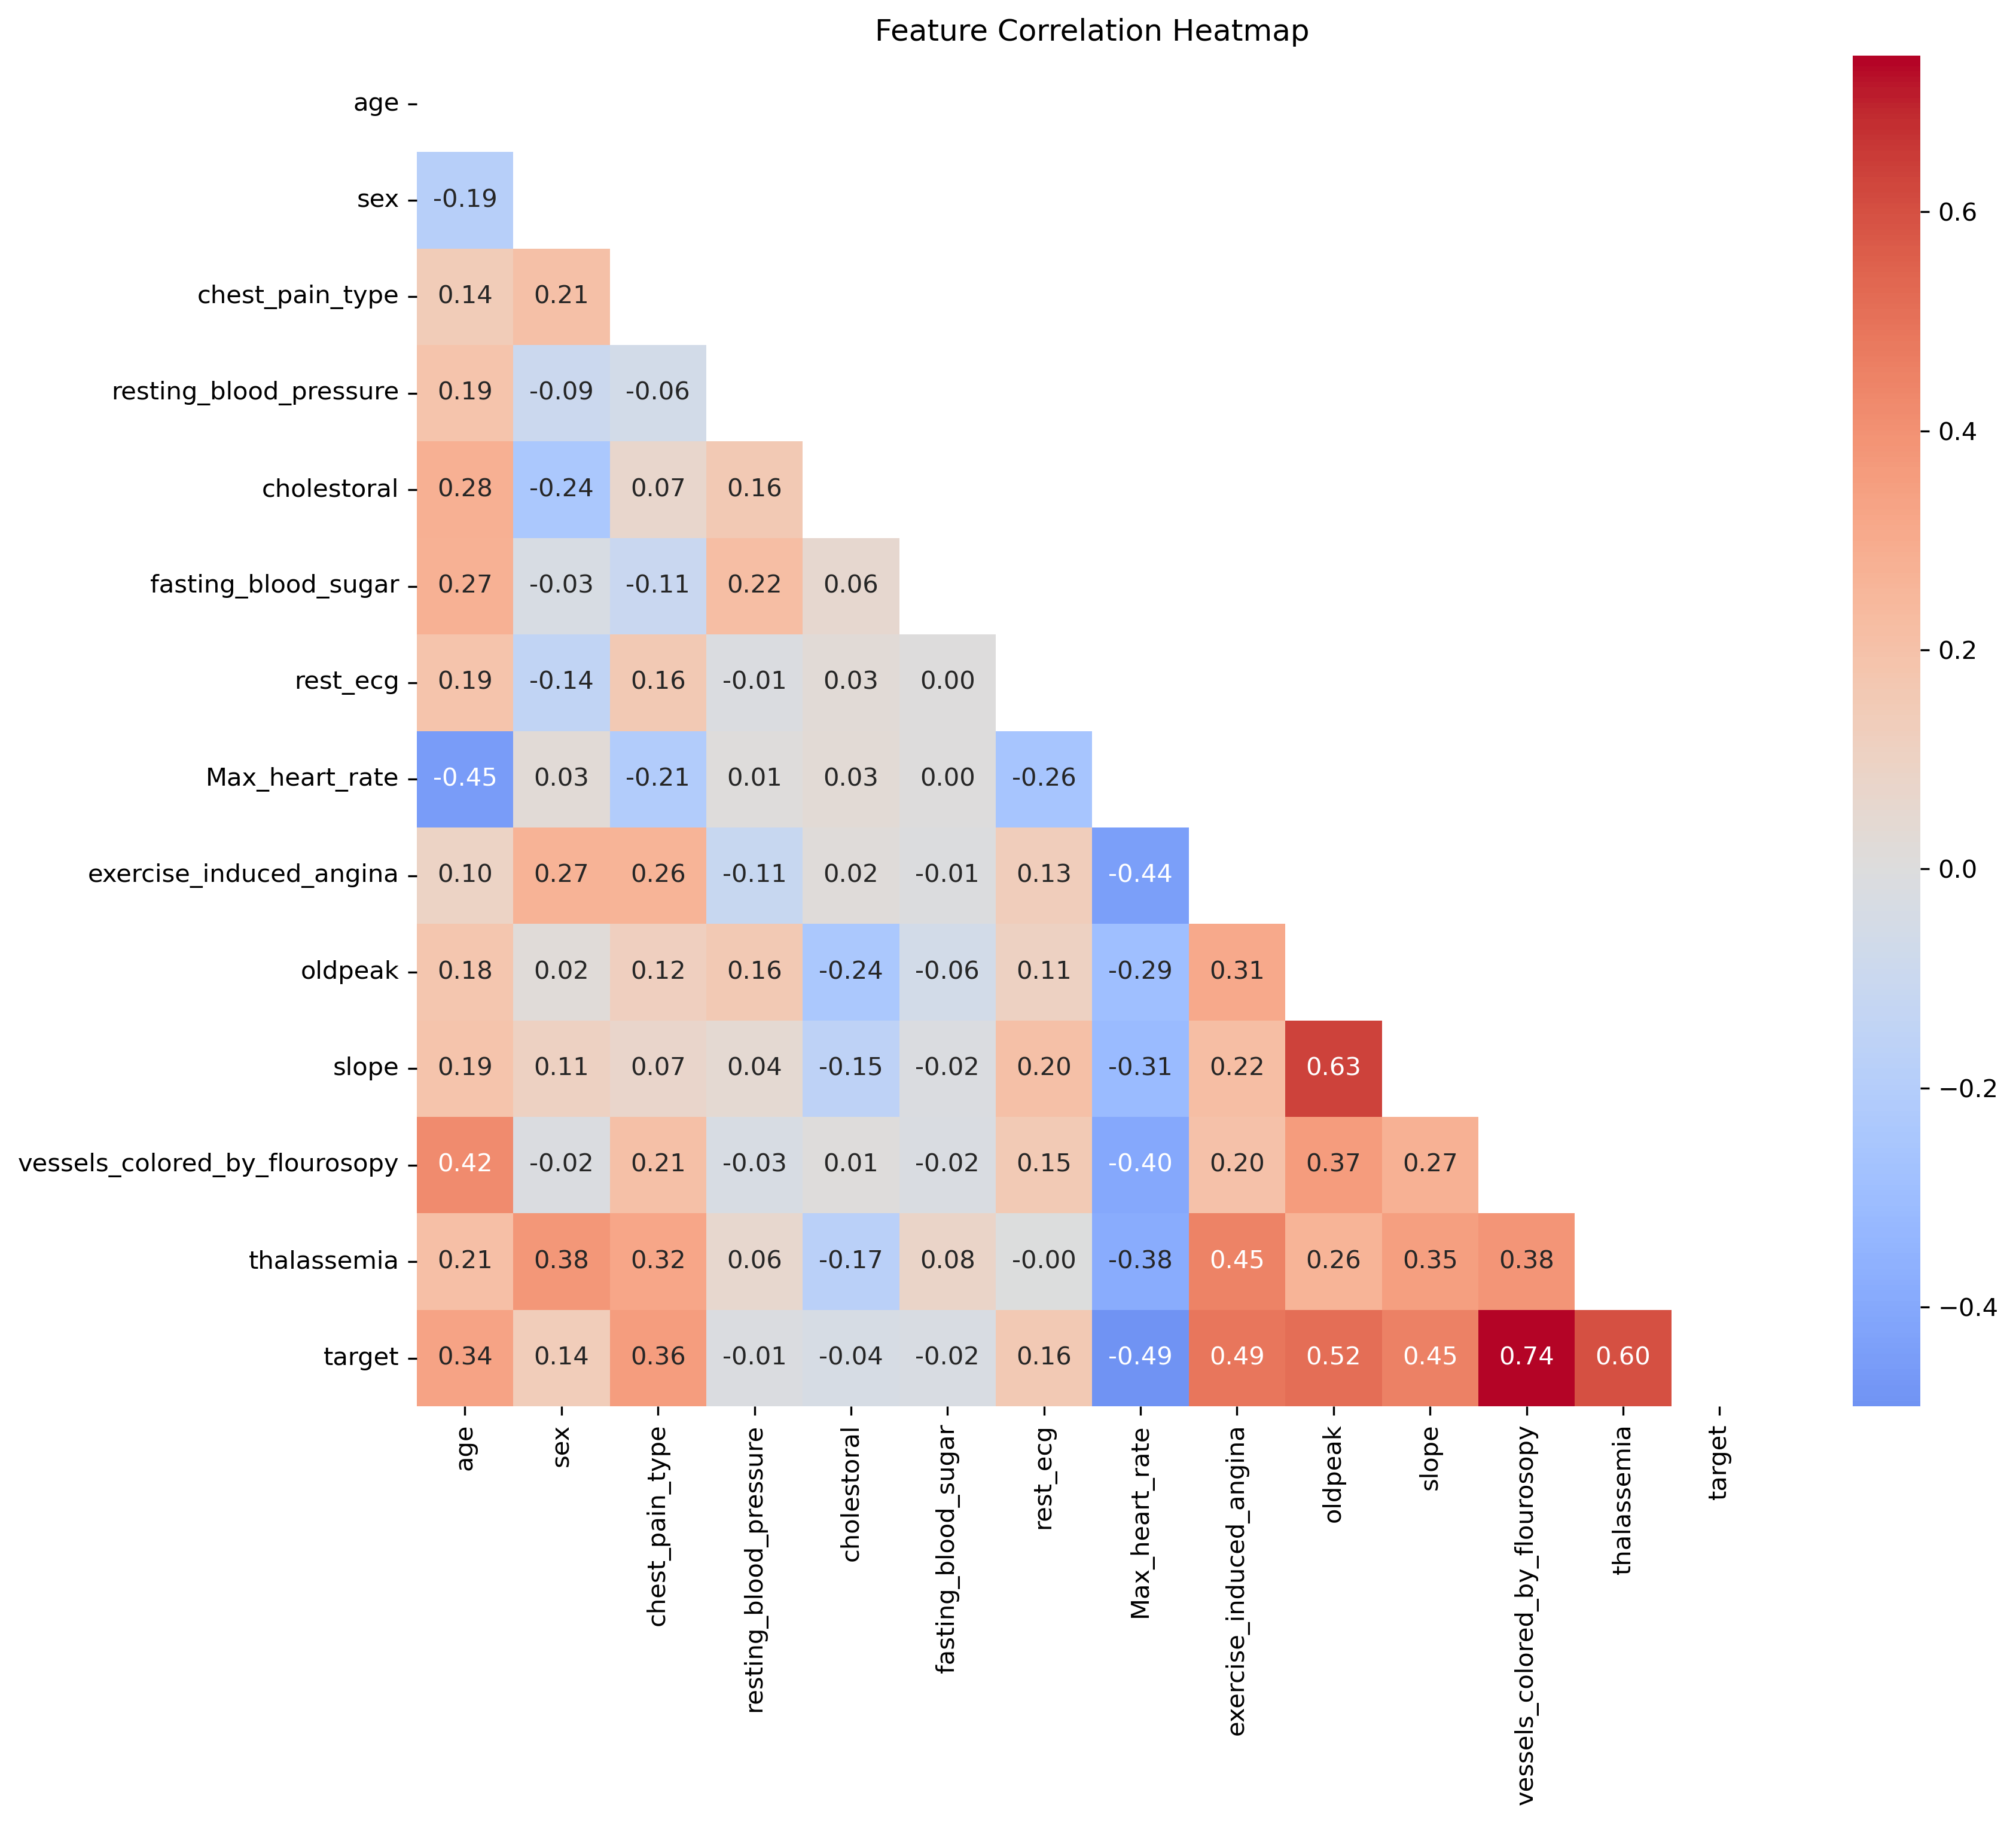 Feature Correlation Heatmap
age
sex -0.19
chest_pain_type 0.14 0.21
resting_blood_pressure 0.19 -0.09 -0.06
cholestoral 0.28 -0.24 0.07 0.16
fasting_blood_sugar 0.27 -0.03 -0.11 0.22 0.06
rest_ecg 0.19 -0.14 0.16 -0.01 0.03 0.00
Max_heart_rate -0.45 0.03 -0.21 0.01 0.03 0.00 -0.26
exercise_induced_angina 0.10 0.27 0.26 -0.11 0.02 -0.01 0.13 -0.44
oldpeak 0.18 0.02 0.12 0.16 -0.24 -0.06 0.11 -0.29 0.31
slope 0.19 0.11 0.07 0.04 -0.15 -0.02 0.20 -0.31 0.22 0.63
vessels_colored_by_flourosopy 0.42 -0.02 0.21 -0.03 0.01 -0.02 0.15 -0.40 0.20 0.37 0.27
thalassemia 0.21 0.38 0.32 0.06 -0.17 0.08 -0.00 -0.38 0.45 0.26 0.35 0.38
target 0.34 0.14 0.36 -0.01 -0.04 -0.02 0.16 -0.49 0.49 0.52 0.45 0.74 0.60
age
sex
chest_pain_type
resting_blood_pressure
cholestoral
fasting_blood_sugar
rest_ecg
Max_heart_rate
exercise_induced_angina
oldpeak
slope
vessels_colored_by_flourosopy
thalassemia
target
0.6
0.4
0.2
0.0
−0.2
−0.4